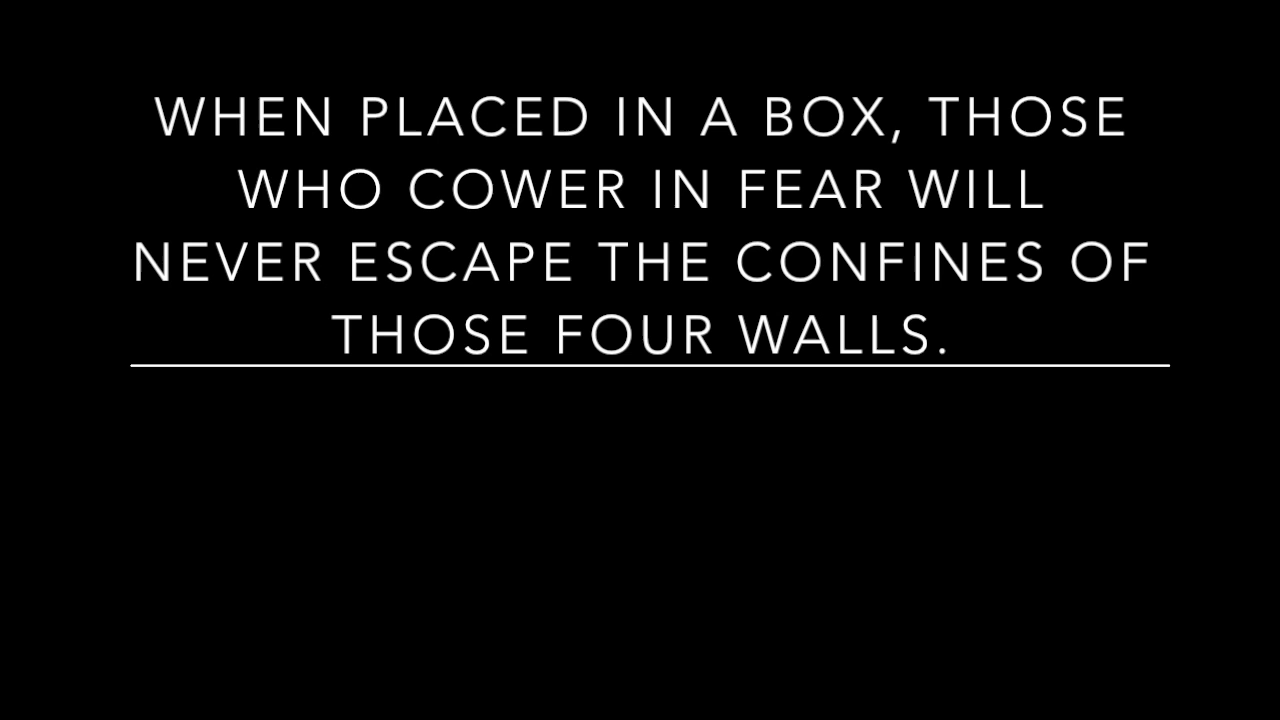 WHEN PLACED IN A BOX, THOSE
WHO COWER IN FEAR WILL
NEVER ESCAPE THE CONFINES OF
THOSE FOUR WALLS.